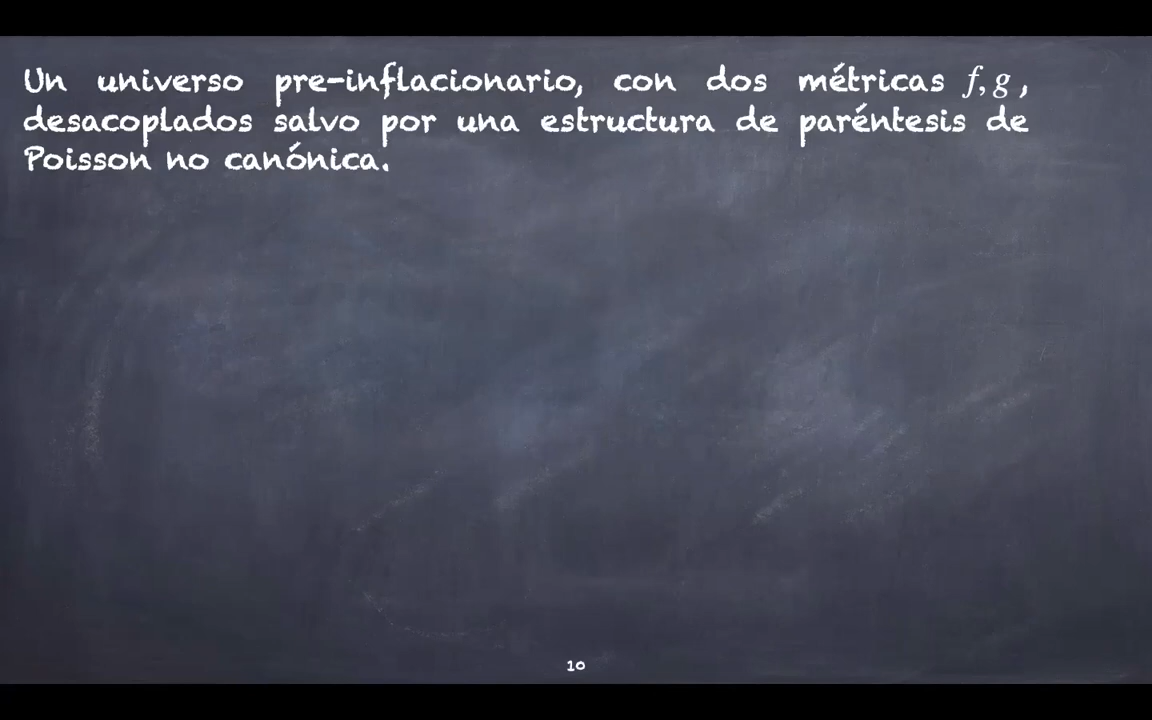 Un universo pre-inflacionario, con dos métricas f, g,
desacoplados salvo por una estructura de paréntesis de
Poisson no canónica.
10